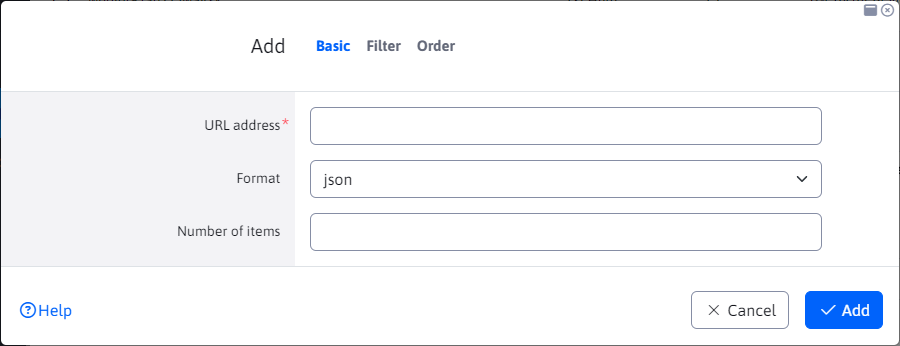 Add Basic Filter Order
URL address*
Format json
Number of items
Help Cancel Add